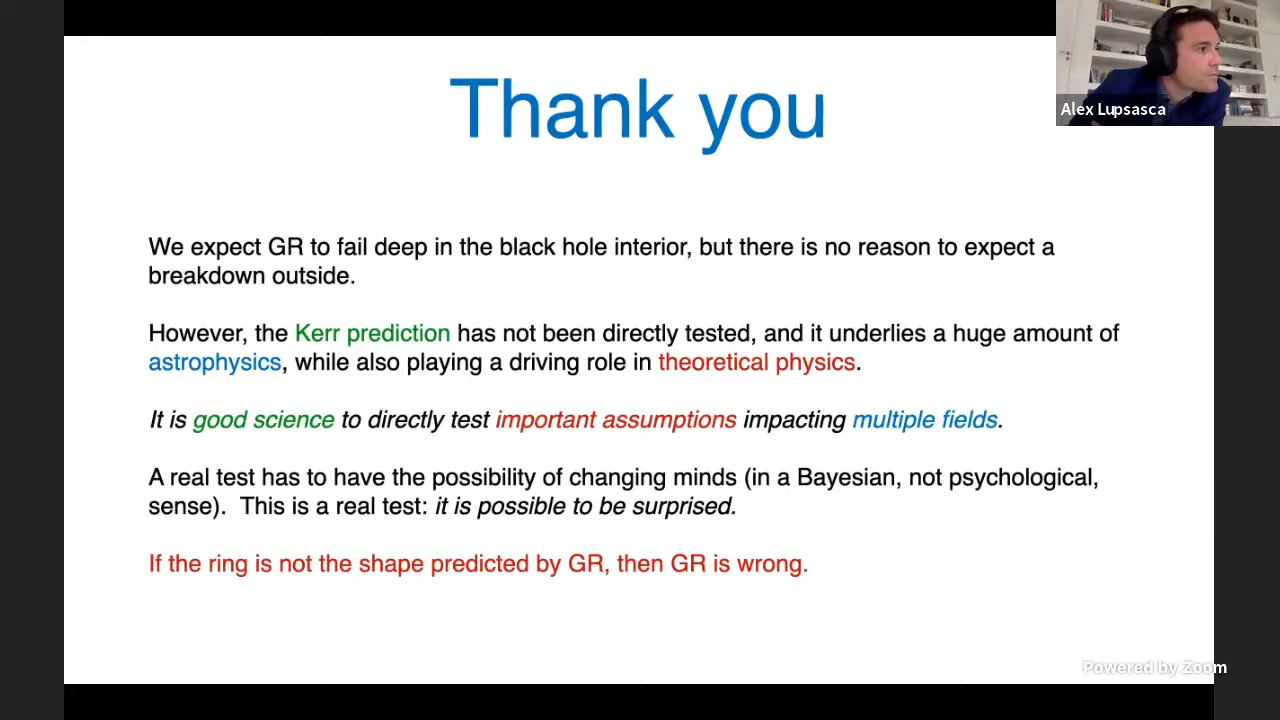 Thank you
Alex Lupsasca
We expect GR to fail deep in the black hole interior, but there is no reason to expect a
breakdown outside.
However, the Kerr prediction has not been directly tested, and it underlies a huge amount of
astrophysics, while also playing a driving role in theoretical physics.
It is good science to directly test important assumptions impacting multiple fields.
A real test has to have the possibility of changing minds (in a Bayesian, not psychological,
sense).  This is a real test: it is possible to be surprised.
If the ring is not the shape predicted by GR, then GR is wrong.
Powered by Zoom